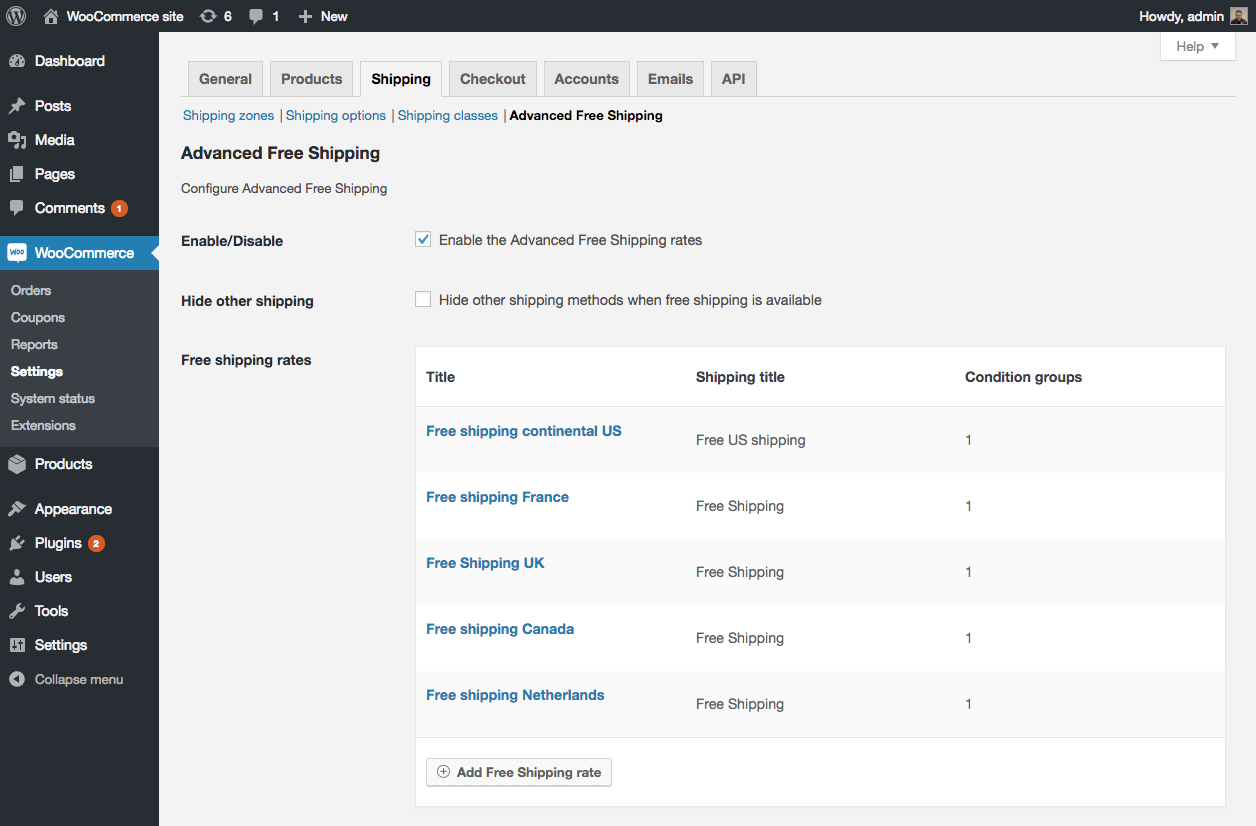 WooCommerce site 6 1 New Howdy, admin
Help
Dashboard
Posts
Media
Pages
Comments 1
WOO WooCommerce
Orders
Coupons
Reports
Settings
System status
Extensions
Products
Appearance
Plugins 2
Users
Tools
Settings
Collapse menu
General Products Shipping Checkout Accounts Emails API
Shipping zones | Shipping options | Shipping classes | Advanced Free Shipping
Advanced Free Shipping
Configure Advanced Free Shipping
Enable/Disable Enable the Advanced Free Shipping rates
Hide other shipping Hide other shipping methods when free shipping is available
Free shipping rates
Title Shipping title Condition groups
Free shipping continental US Free US shipping 1
Free shipping France Free Shipping 1
Free Shipping UK Free Shipping 1
Free shipping Canada Free Shipping 1
Free shipping Netherlands Free Shipping 1
Add Free Shipping rate